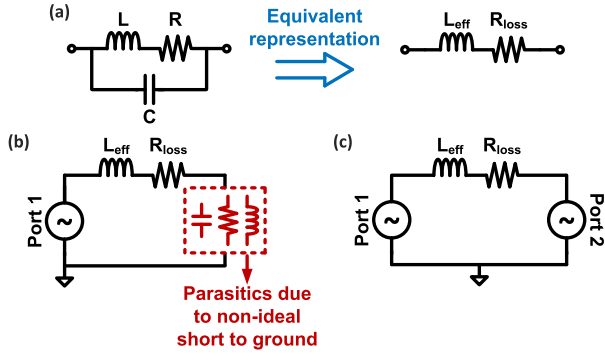 (a)
L
R
C
Equivalent
representation
L_eff
R_loss
(b)
L_eff
R_loss
Port 1
~
Parasitics due
to non-ideal
short to ground
(c)
L_eff
R_loss
Port 1
~
~
Port 2